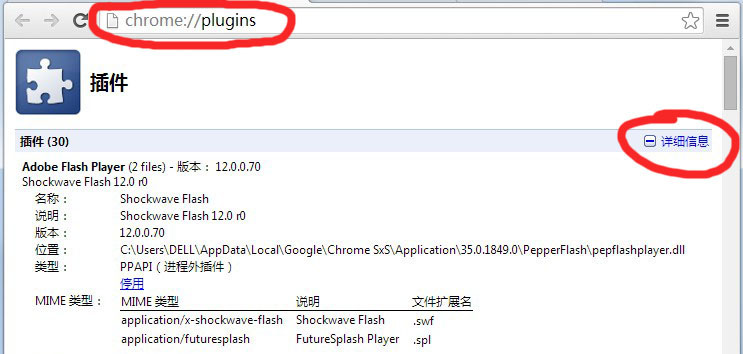 chrome://plugins
插件
插件 (30) 详细信息
Adobe Flash Player (2 files) - 版本： 12.0.0.70
Shockwave Flash 12.0 r0
名称： Shockwave Flash
说明： Shockwave Flash 12.0 r0
版本： 12.0.0.70
位置： C:\Users\DELL\AppData\Local\Google\Chrome SxS\Application\35.0.1849.0\PepperFlash\pepflashplayer.dll
类型： PPAPI（进程外插件）
停用
MIME 类型： MIME 类型 说明 文件扩展名
application/x-shockwave-flash Shockwave Flash .swf
application/futuresplash FutureSplash Player .spl